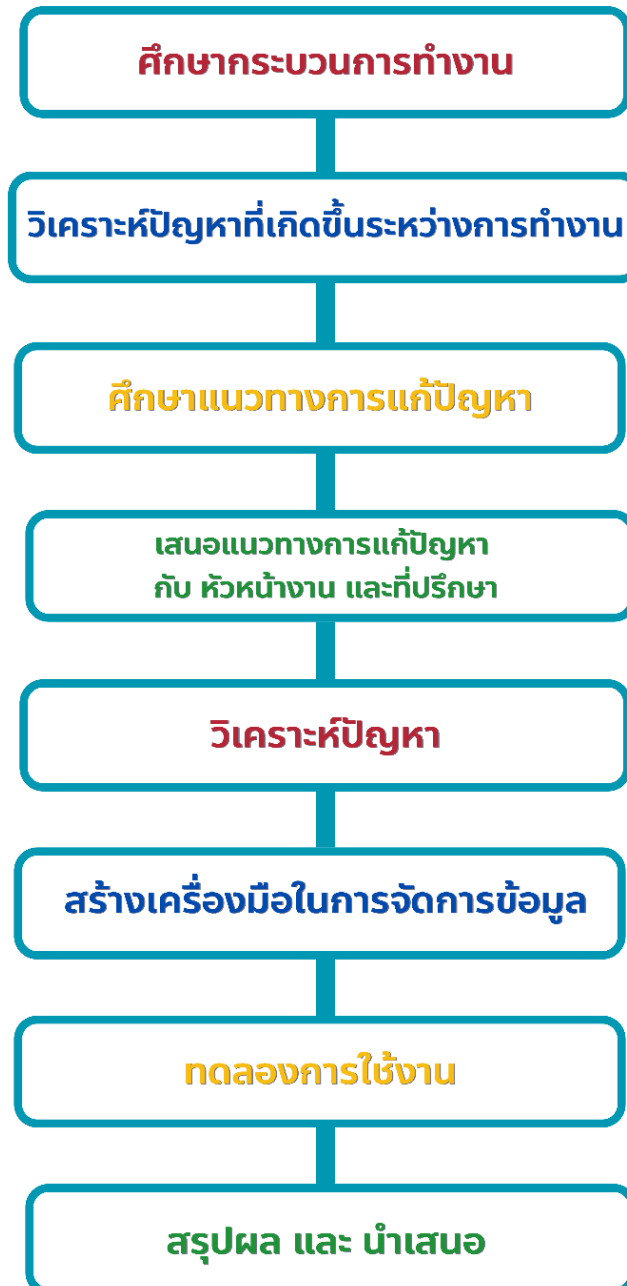 ศึกษากระบวนการทำงาน
วิเคราะห์ปัญหาที่เกิดขึ้นระหว่างการทำงาน
ศึกษาแนวทางการแก้ปัญหา
เสนอแนวทางการแก้ปัญหา
กับ หัวหน้างาน และที่ปรึกษา
วิเคราะห์ปัญหา
สร้างเครื่องมือในการจัดการข้อมูล
ทดลองการใช้งาน
สรุปผล และ นำเสนอ